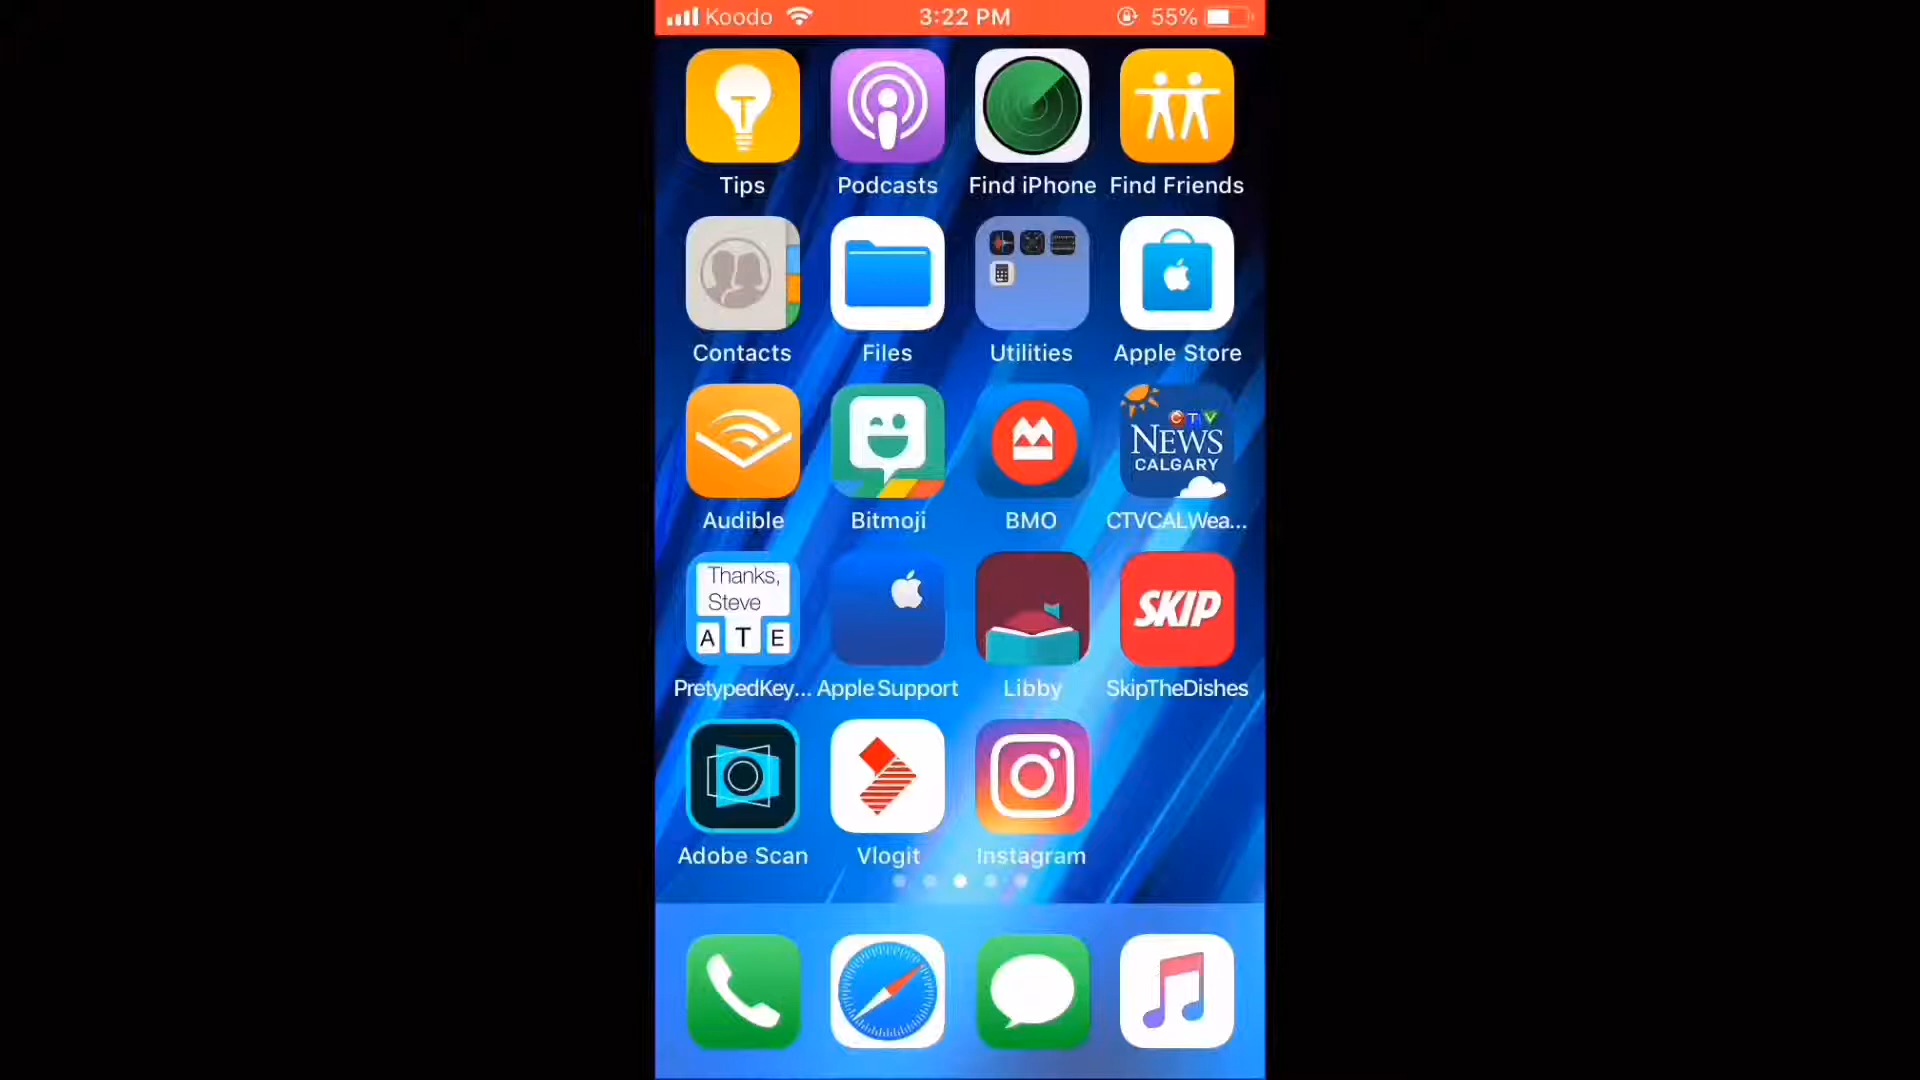 Koodo 3:22 PM 55%
Tips Podcasts Find iPhone Find Friends
Contacts Files Utilities Apple Store
CTV
NEWS
CALGARY
Audible Bitmoji BMO CTVCALWea...
Thanks,
Steve
A T E
SKIP
PretypedKey... Apple Support Libby SkipTheDishes
Adobe Scan Vlogit Instagram